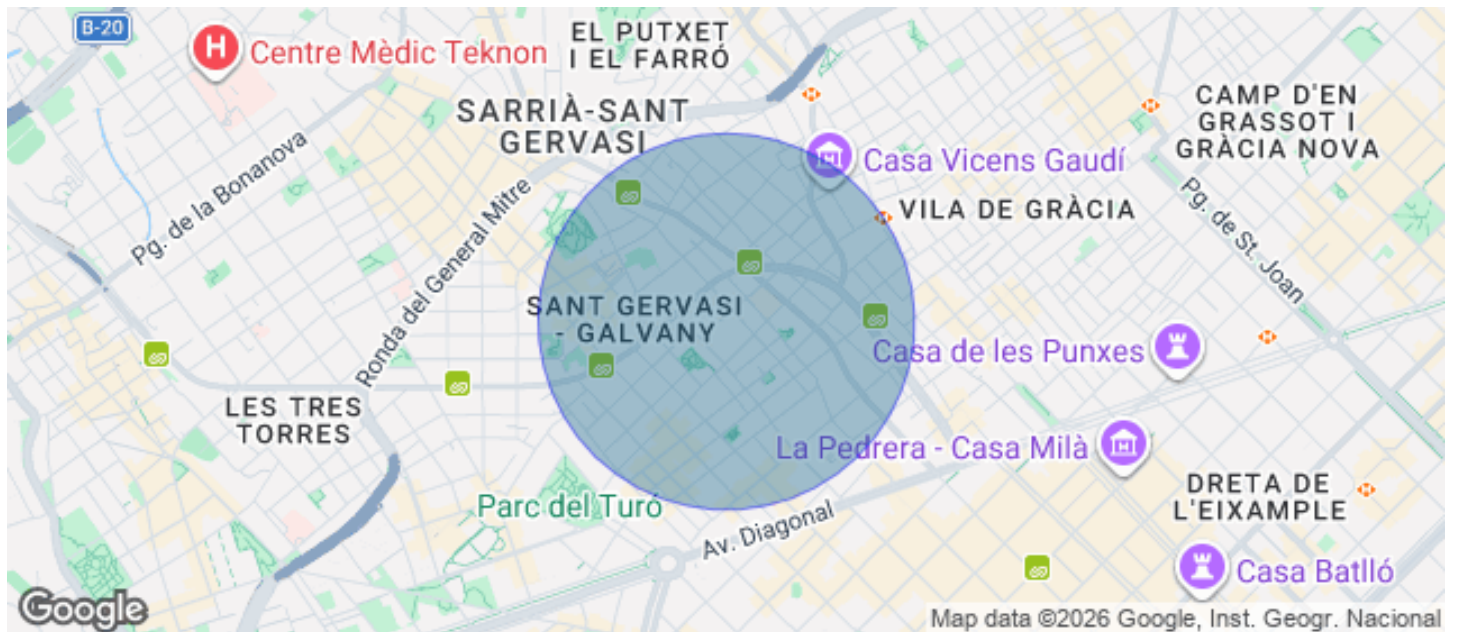 B-20
Centre Mèdic Teknon
EL PUTXET
I EL FARRÓ
SARRIÀ-SANT
GERVASI
CAMP D'EN
GRASSOT I
GRÀCIA NOVA
Casa Vicens Gaudí
Pg. de la Bonanova
VILA DE GRÀCIA
Pg. de St. Joan
Ronda del General Mitre
SANT GERVASI
- GALVANY
Casa de les Punxes
LES TRES
TORRES
La Pedrera - Casa Milà
Parc del Turó
Av. Diagonal
DRETA DE
L'EIXAMPLE
Casa Batlló
Google
Map data ©2026 Google, Inst. Geogr. Nacional